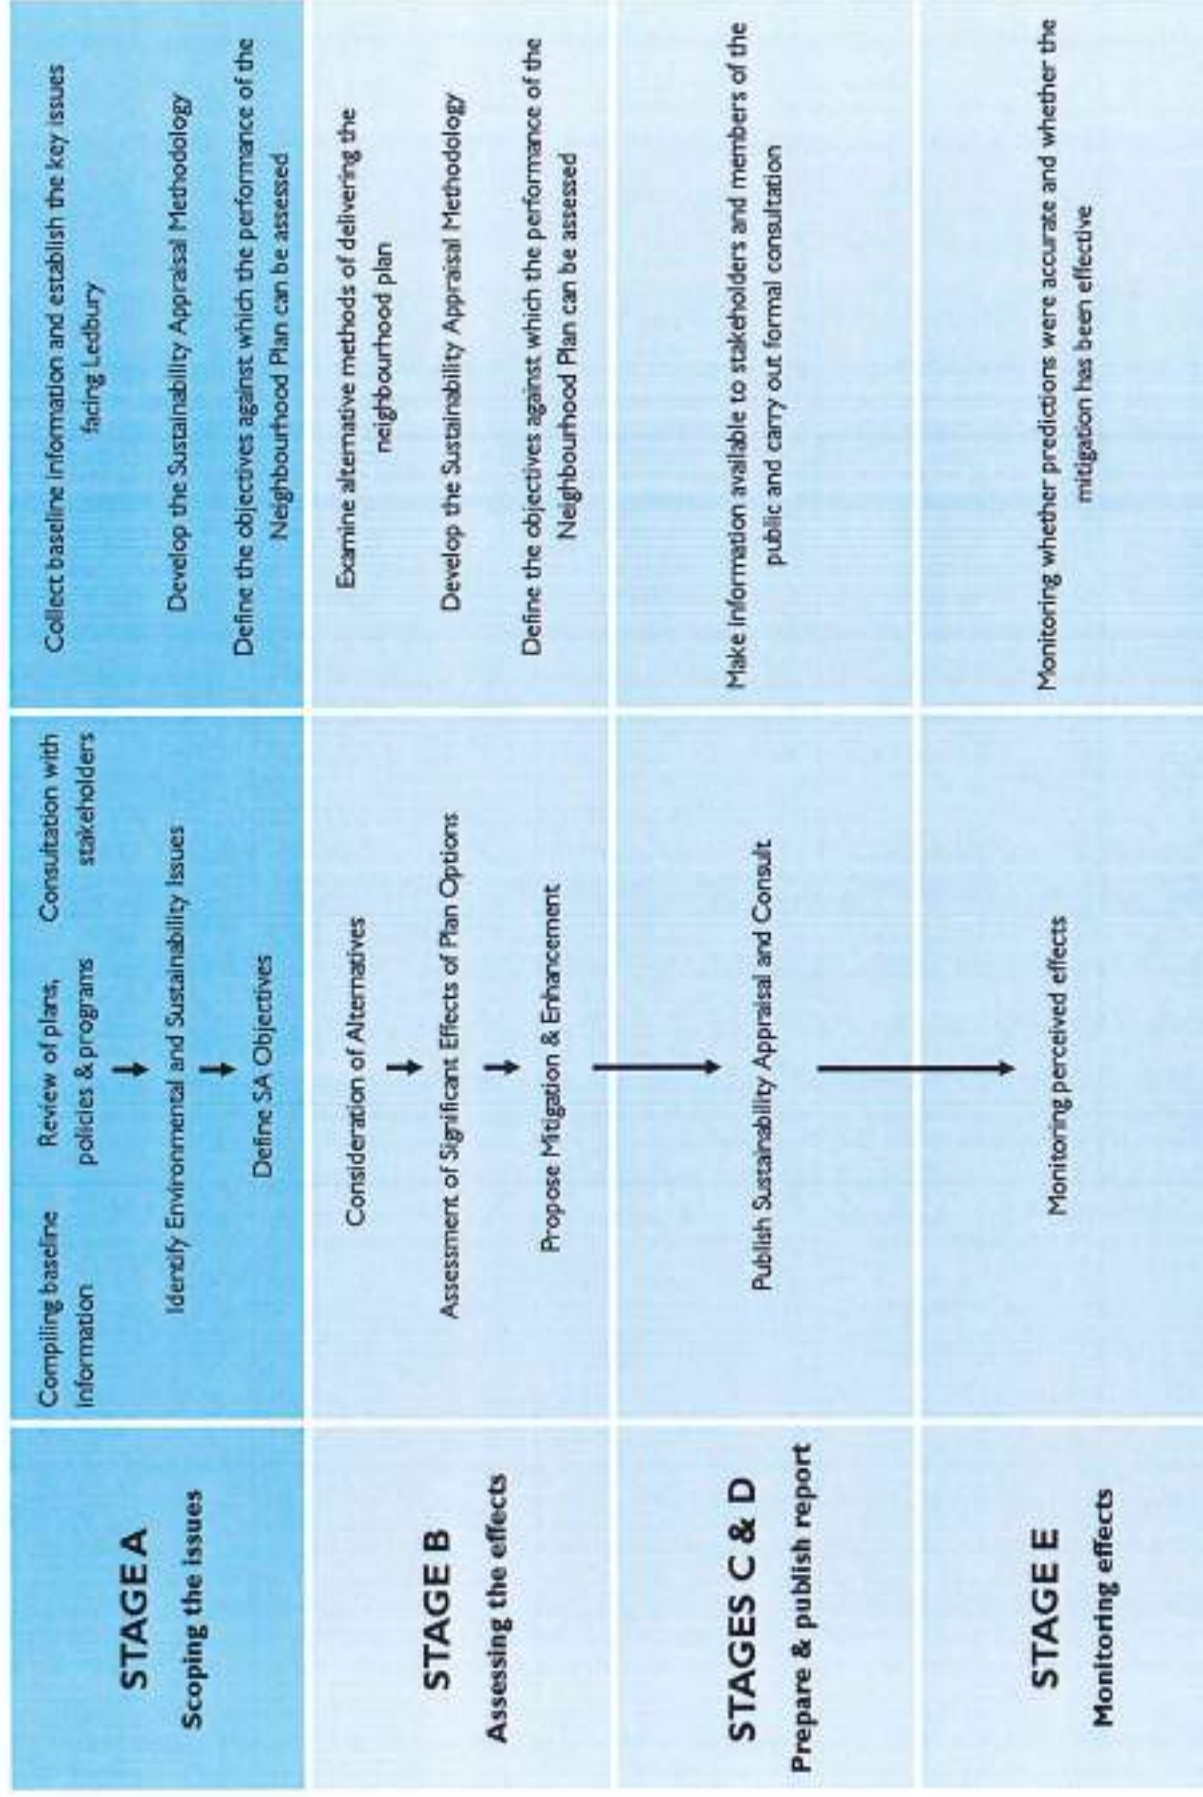 STAGE A
Scoping the issues
Compiling baseline
information
Review of plans,
policies & programs
Consultation with
stakeholders
Identify Environmental and Sustainability Issues
Define SA Objectives
Collect baseline information and establish the key issues
facing Ledbury
Develop the Sustainability Appraisal Methodology
Define the objectives against which the performance of the
Neighbourhood Plan can be assessed
STAGE B
Assessing the effects
Consideration of Alternatives
Assessment of Significant Effects of Plan Options
Propose Mitigation & Enhancement
Examine alternative methods of delivering the
neighbourhood plan
Develop the Sustainability Appraisal Methodology
Define the objectives against which the performance of the
Neighbourhood Plan can be assessed
STAGES C & D
Prepare & publish report
Publish Sustainability Appraisal and Consult
Make information available to stakeholders and members of the
public and carry out formal consultation
STAGE E
Monitoring effects
Monitoring perceived effects
Monitoring whether predictions were accurate and whether the
mitigation has been effective